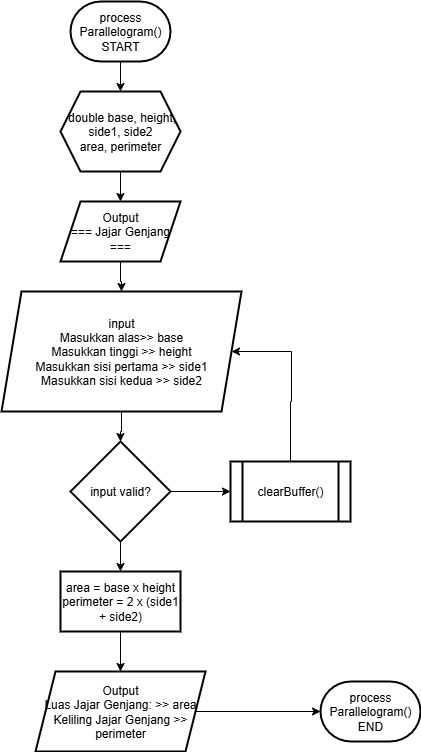 process
Parallelogram()
START
double base, height,
side1, side2
area, perimeter
Output
=== Jajar Genjang
===
input
Masukkan alas>> base
Masukkan tinggi >> height
Masukkan sisi pertama >> side1
Masukkan sisi kedua >> side2
input valid?
clearBuffer()
area = base x height
perimeter = 2 x (side1
+ side2)
Output
Luas Jajar Genjang: >> area
Keliling Jajar Genjang >>
perimeter
process
Parallelogram()
END